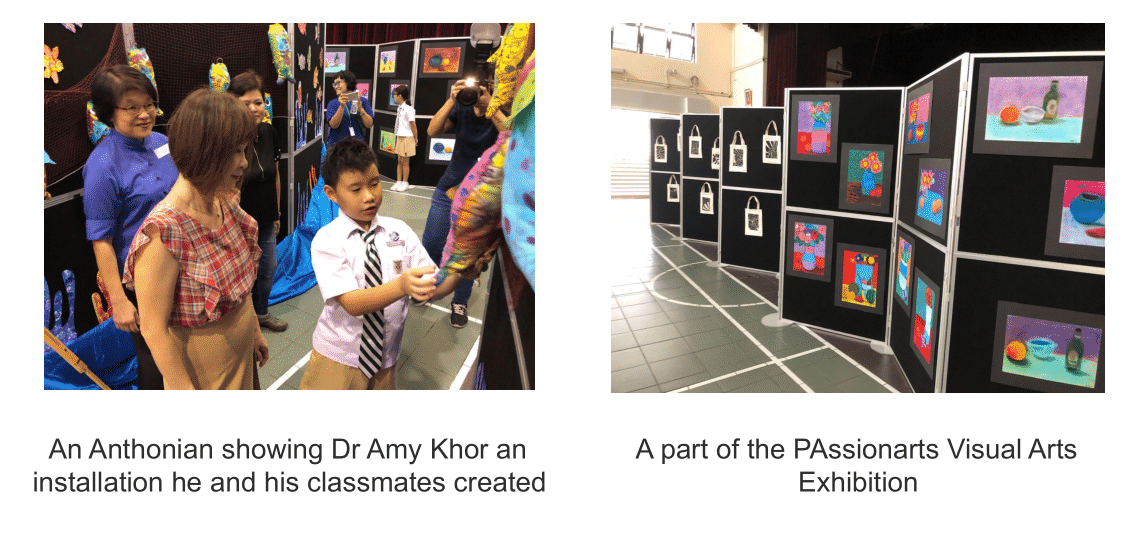 An Anthonian showing Dr Amy Khor an
installation he and his classmates created
A part of the PAssionarts Visual Arts
Exhibition